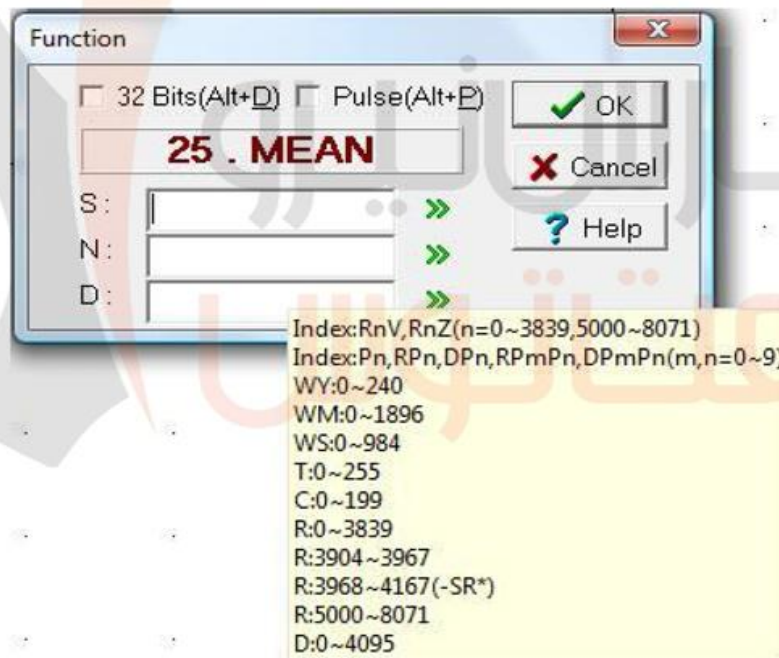 Function
32 Bits(Alt+D) Pulse(Alt+P)
OK
25 . MEAN
Cancel
S :
Help
N :
D :
Index:RnV,RnZ(n=0~3839,5000~8071)
Index:Pn,RPn,DPn,RPmPn,DPmPn(m,n=0~9)
WY:0~240
WM:0~1896
WS:0~984
T:0~255
C:0~199
R:0~3839
R:3904~3967
R:3968~4167(-SR*)
R:5000~8071
D:0~4095